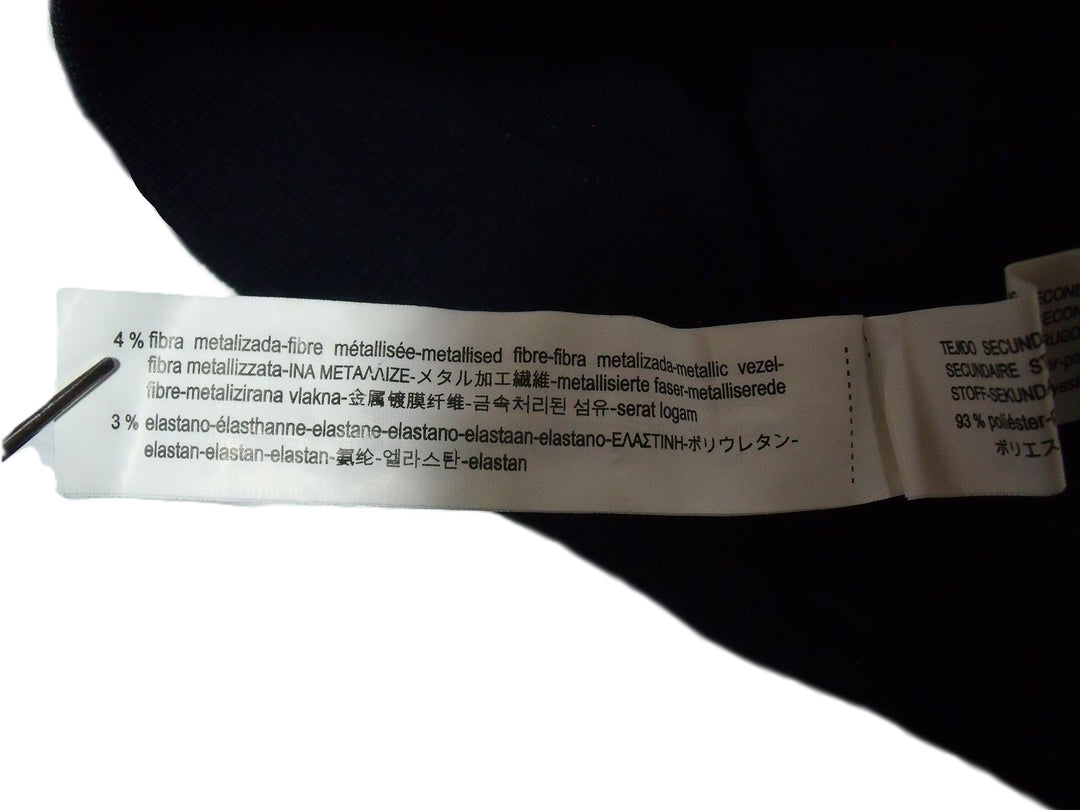 4 % fibra metalizada-fibre métallisée-metallised fibre-fibra metalizada-metallic vezel-
fibra metallizzata-INA ΜΕΤΑΛΛIZE-メタル加工繊維-metallisierte faser-metalliserede
fibre-metalizirana vlakna-金属镀膜纤维-금속처리된 섬유-serat logam
3 % elastano-élasthanne-elastane-elastano-elastaan-elastano-ΕΛΑΣΤΙΝΗ-ポリウレタン-
elastan-elastan-elastan-氨纶-엘라스탄-elastan
TEJIDO SECUND
SECUNDAIRE S
STOFF-SEKUND
93 % poliéster-
ポリエス